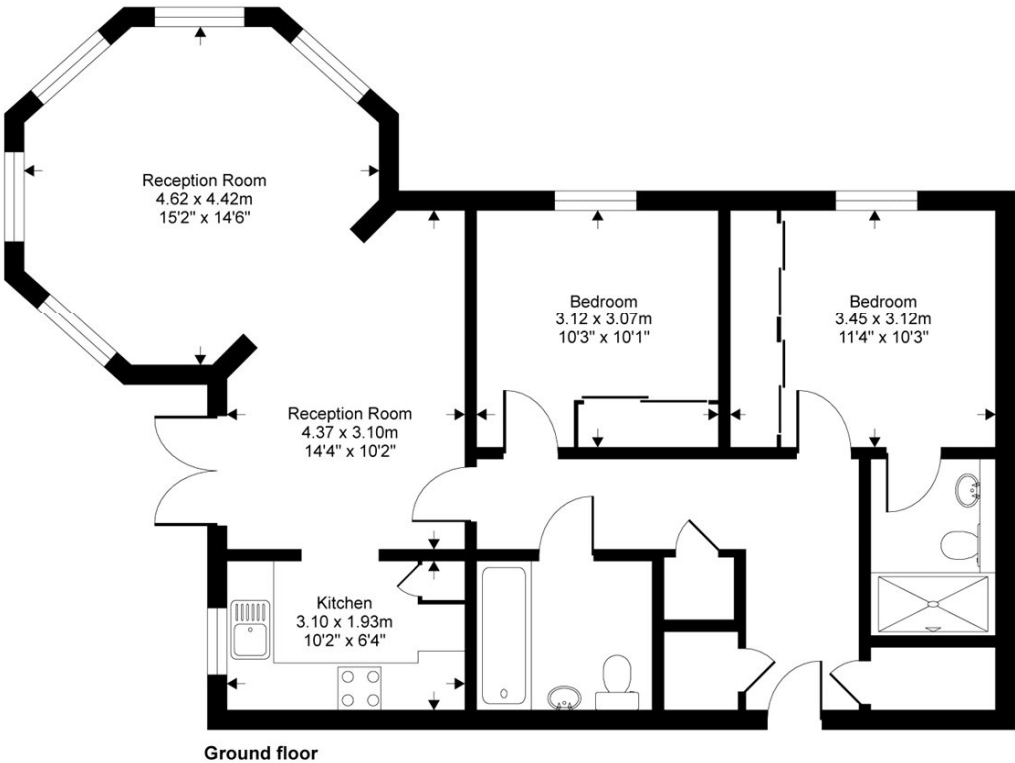 Reception Room
4.62 x 4.42m
15'2" x 14'6"
Bedroom
3.12 x 3.07m
10'3" x 10'1"
Bedroom
3.45 x 3.12m
11'4" x 10'3"
Reception Room
4.37 x 3.10m
14'4" x 10'2"
Kitchen
3.10 x 1.93m
10'2" x 6'4"
Ground floor